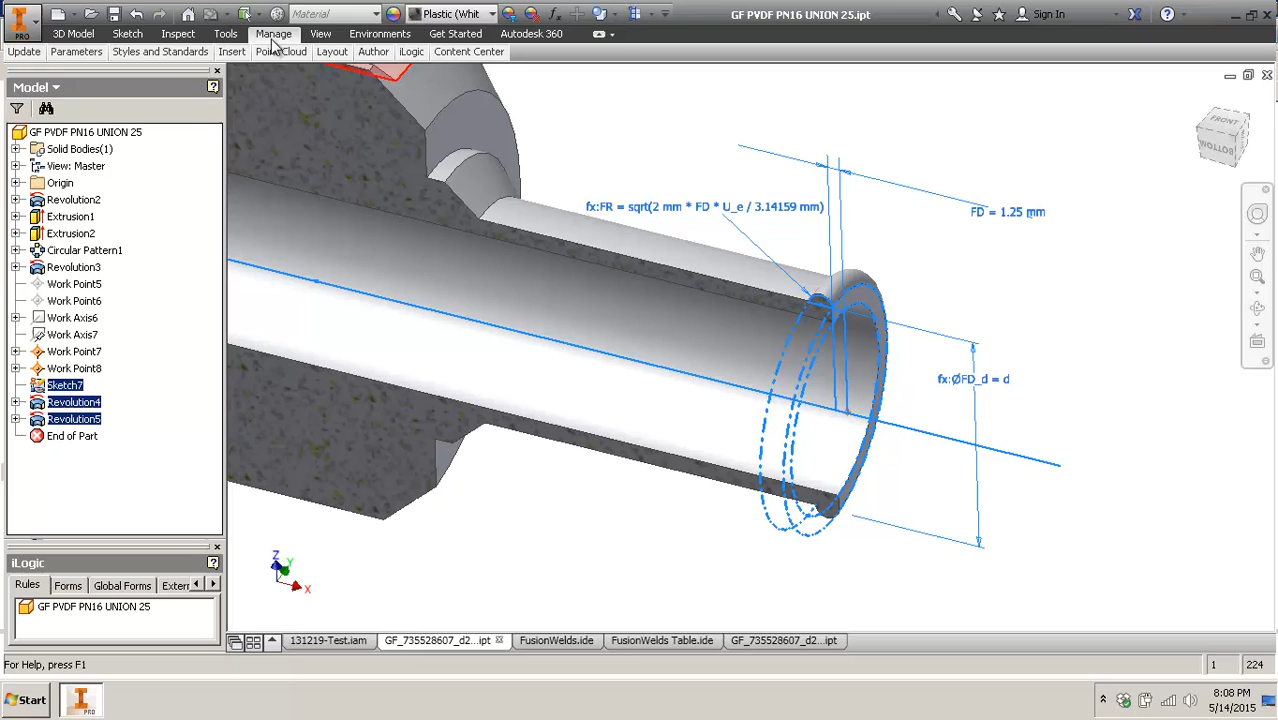 Material
Plastic (Whit
GF PVDF PN16 UNION 25.ipt
Sign In
PRO
3D Model
Sketch
Inspect
Tools
Manage
View
Environments
Get Started
Autodesk 360
Update
Parameters
Styles and Standards
Insert
Point Cloud
Layout
Author
iLogic
Content Center
Model
GF PVDF PN16 UNION 25
Solid Bodies(1)
View: Master
Origin
Revolution2
Extrusion1
Extrusion2
Circular Pattern1
Revolution3
Work Point5
Work Point6
Work Axis6
Work Axis7
Work Point7
Work Point8
Sketch7
Revolution4
Revolution5
End of Part
fx:FR = sqrt(2 mm * FD * U_e / 3.14159 mm)
FD = 1.25 mm
fx:ØFD_d = d
FRONT
BOTTOM
Z
Y
X
iLogic
Rules
Forms
Global Forms
Extern
GF PVDF PN16 UNION 25
131219-Test.iam
GF_735528607_d2...ipt
FusionWelds.ide
FusionWelds Table.ide
GF_735528607_d2...ipt
For Help, press F1
1
224
Start
PRO
8:08 PM
5/14/2015